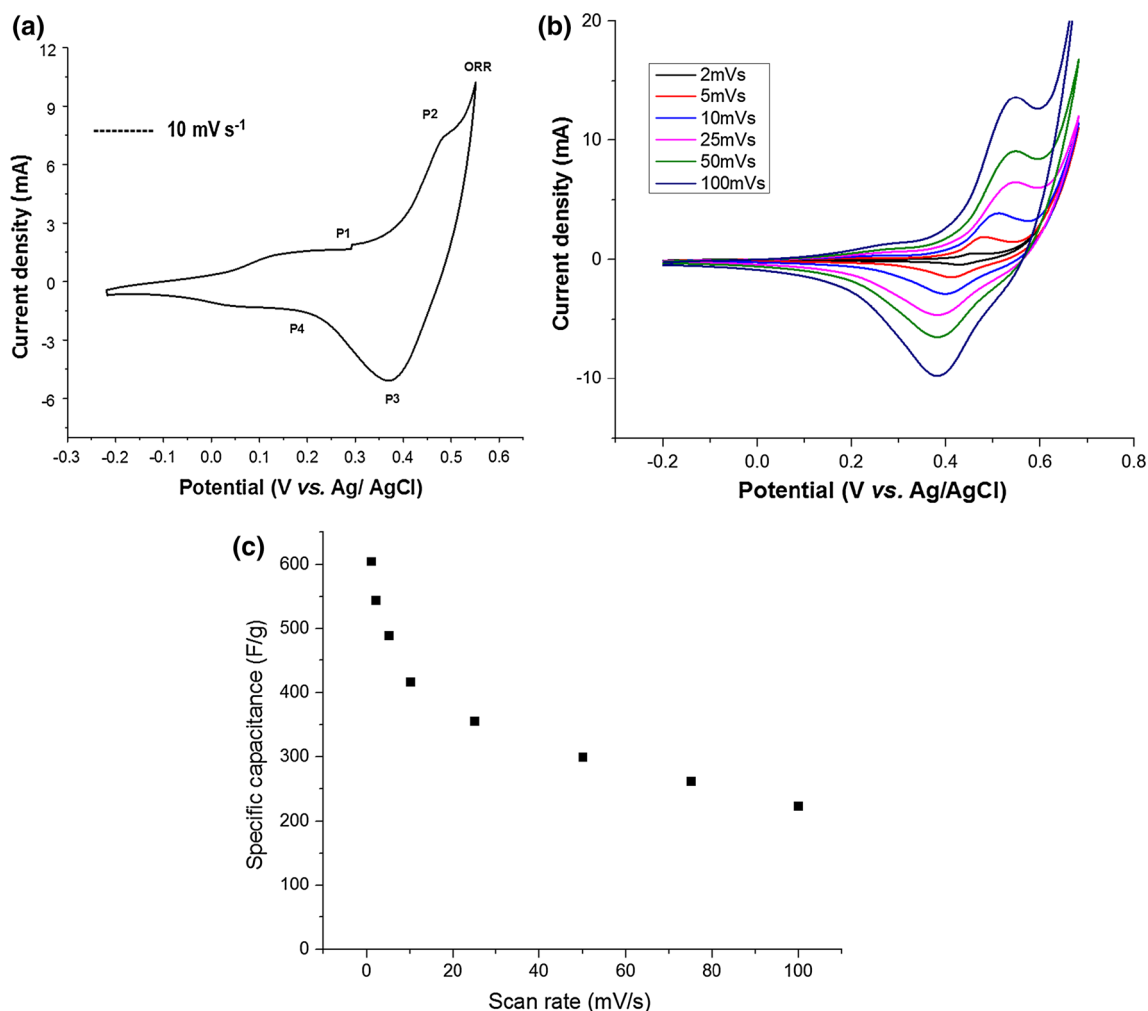 (a)
12
9
6
3
0
-3
-6
Current density (mA)
10 mV s-1
P1
P2
ORR
P3
P4
-0.3 -0.2 -0.1 0.0 0.1 0.2 0.3 0.4 0.5 0.6
Potential (V vs. Ag/ AgCl)
(b)
20
10
0
-10
Current density (mA)
2mVs
5mVs
10mVs
25mVs
50mVs
100mVs
-0.2 0.0 0.2 0.4 0.6 0.8
Potential (V vs. Ag/AgCl)
(c)
600
500
400
300
200
100
0
Specific capacitance (F/g)
0 20 40 60 80 100
Scan rate (mV/s)